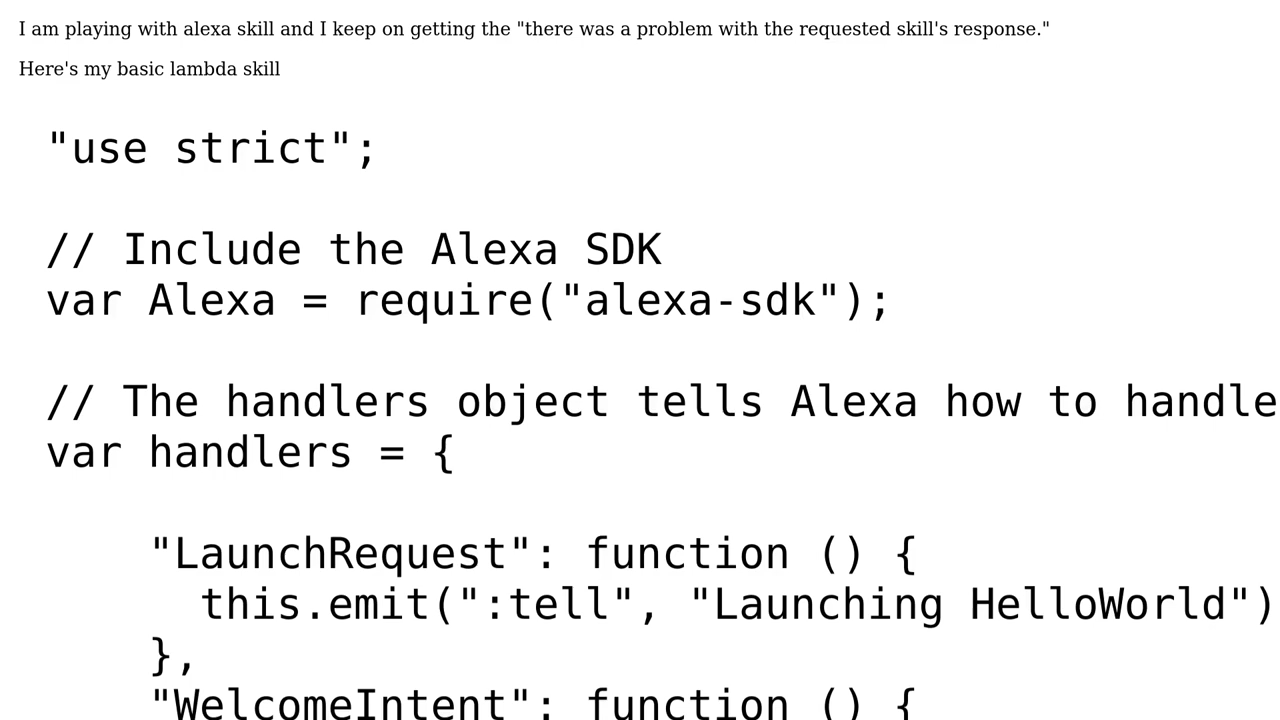 I am playing with alexa skill and I keep on getting the "there was a problem with the requested skill's response."
Here's my basic lambda skill
"use strict";
// Include the Alexa SDK
var Alexa = require("alexa-sdk");
// The handlers object tells Alexa how to handle
var handlers = {
"LaunchRequest": function () {
this.emit(":tell", "Launching HelloWorld")
},
"WelcomeIntent": function () {